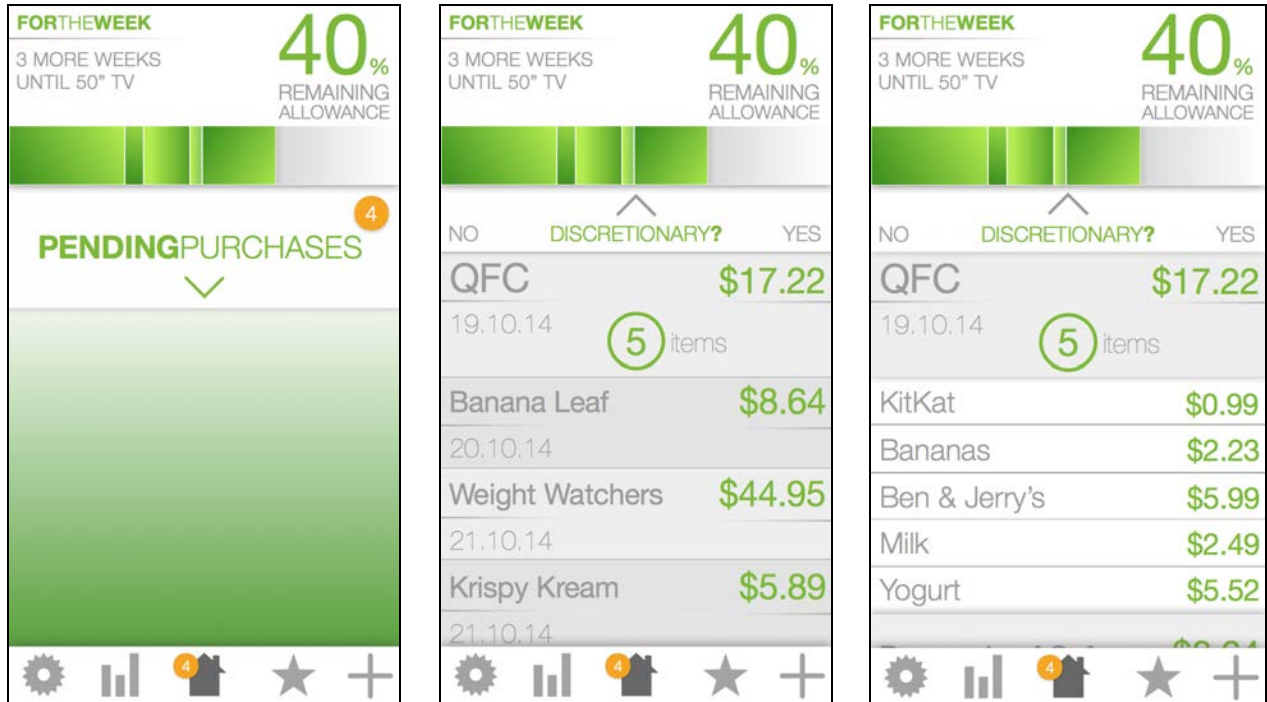 FORTHEWEEK
3 MORE WEEKS
UNTIL 50" TV
40%
REMAINING
ALLOWANCE
4
PENDINGPURCHASES
4
FORTHEWEEK
3 MORE WEEKS
UNTIL 50" TV
40%
REMAINING
ALLOWANCE
NO DISCRETIONARY? YES
QFC $17.22
19.10.14 5 items
Banana Leaf $8.64
20.10.14
Weight Watchers $44.95
21.10.14
Krispy Kream $5.89
21.10.14
4
FORTHEWEEK
3 MORE WEEKS
UNTIL 50" TV
40%
REMAINING
ALLOWANCE
NO DISCRETIONARY? YES
QFC $17.22
19.10.14 5 items
KitKat $0.99
Bananas $2.23
Ben & Jerry's $5.99
Milk $2.49
Yogurt $5.52
4